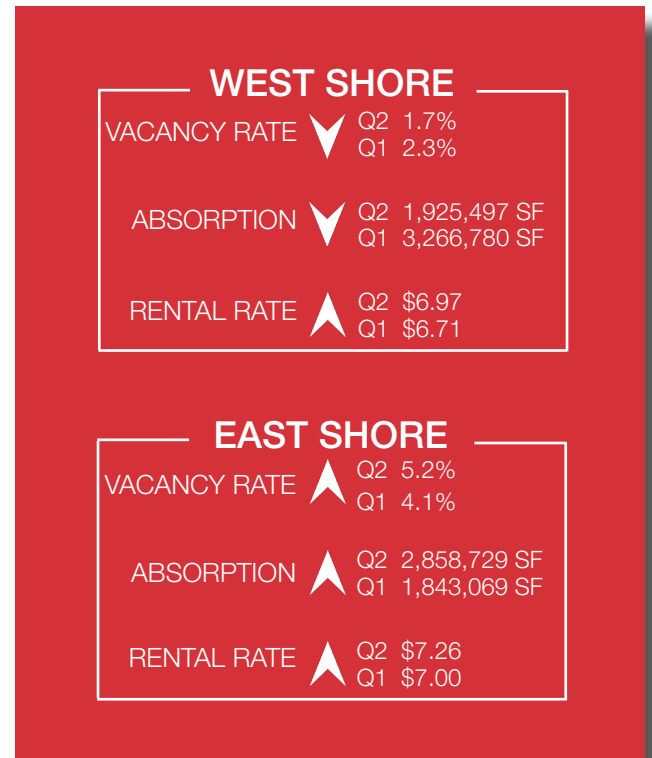 WEST SHORE
VACANCY RATE
Q2 1.7%
Q1 2.3%
ABSORPTION
Q2 1,925,497 SF
Q1 3,266,780 SF
RENTAL RATE
Q2 $6.97
Q1 $6.71
EAST SHORE
VACANCY RATE
Q2 5.2%
Q1 4.1%
ABSORPTION
Q2 2,858,729 SF
Q1 1,843,069 SF
RENTAL RATE
Q2 $7.26
Q1 $7.00